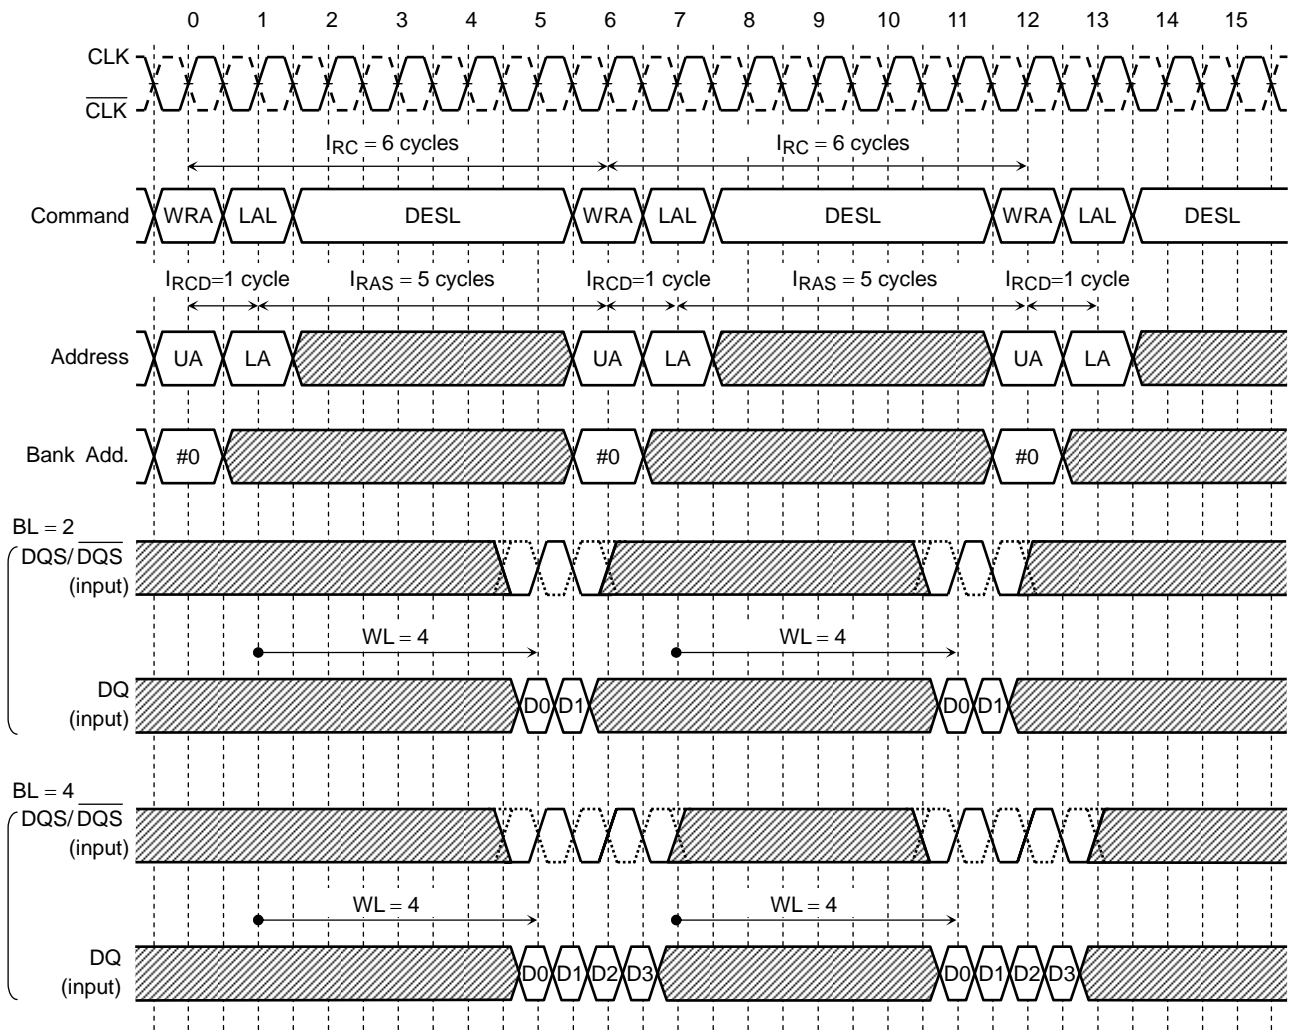 0 1 2 3 4 5 6 7 8 9 10 11 12 13 14 15
CLK
CLK
IRC = 6 cycles IRC = 6 cycles
Command WRA LAL DESL WRA LAL DESL WRA LAL DESL
IRCD=1 cycle IRAS = 5 cycles IRCD=1 cycle IRAS = 5 cycles IRCD=1 cycle
Address UA LA UA LA UA LA
Bank Add. #0 #0 #0
BL = 2
DQS/DQS
(input)
WL = 4 WL = 4
DQ
(input)
D0 D1 D0 D1
BL = 4
DQS/DQS
(input)
WL = 4 WL = 4
DQ
(input)
D0 D1 D2 D3 D0 D1 D2 D3